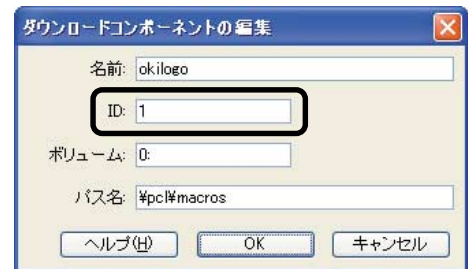 ダウンロードコンポーネントの編集
名前: okilogo
ID: 1
ボリューム: 0:
パス名: ¥pcl¥macros
ヘルプ(H) OK キャンセル